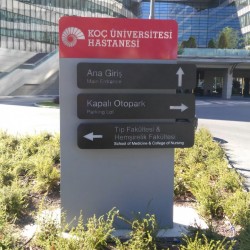 KOÇ ÜNİVERSİTESİ
HASTANESİ
Ana Giriş
Main Entrance
Kapalı Otopark
Parking Lot
Tıp Fakültesi &
Hemşirelik Fakültesi
School of Medicine & College of Nursing